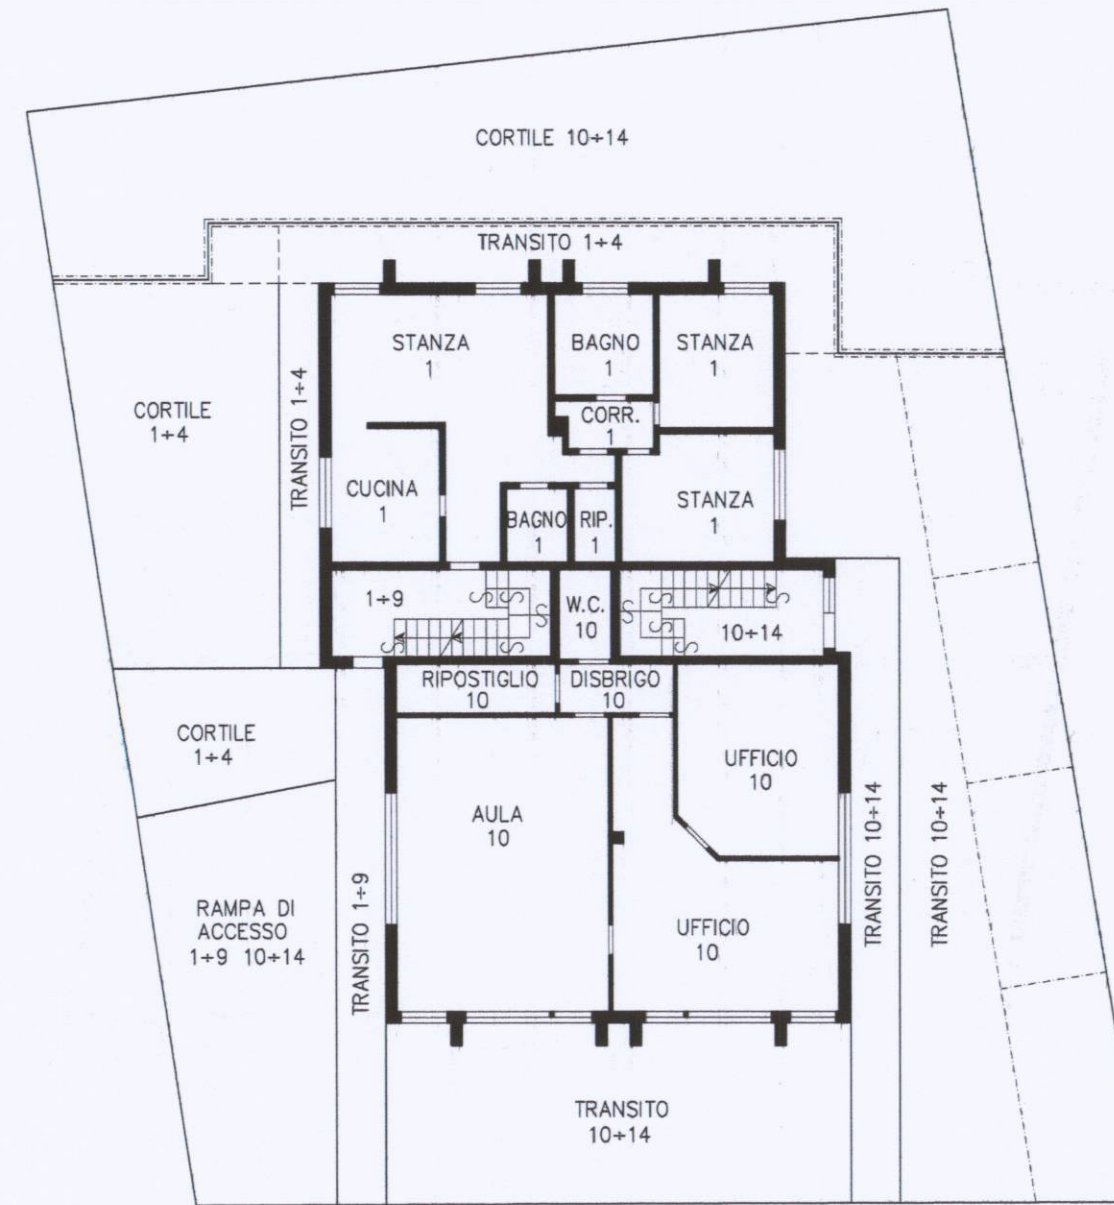 CORTILE 10÷14
TRANSITO 1÷4
STANZA
1
BAGNO
1
STANZA
1
CORTILE
1÷4
TRANSITO 1÷4
CORR.
1
CUCINA
1
STANZA
1
BAGNO
1
RIP.
1
1÷9
W.C.
10
10÷14
RIPOSTIGLIO
10
DISBRIGO
10
CORTILE
1÷4
UFFICIO
10
AULA
10
TRANSITO 10÷14
TRANSITO 10÷14
TRANSITO 1÷9
RAMPA DI
ACCESSO
1÷9 10÷14
UFFICIO
10
TRANSITO
10÷14